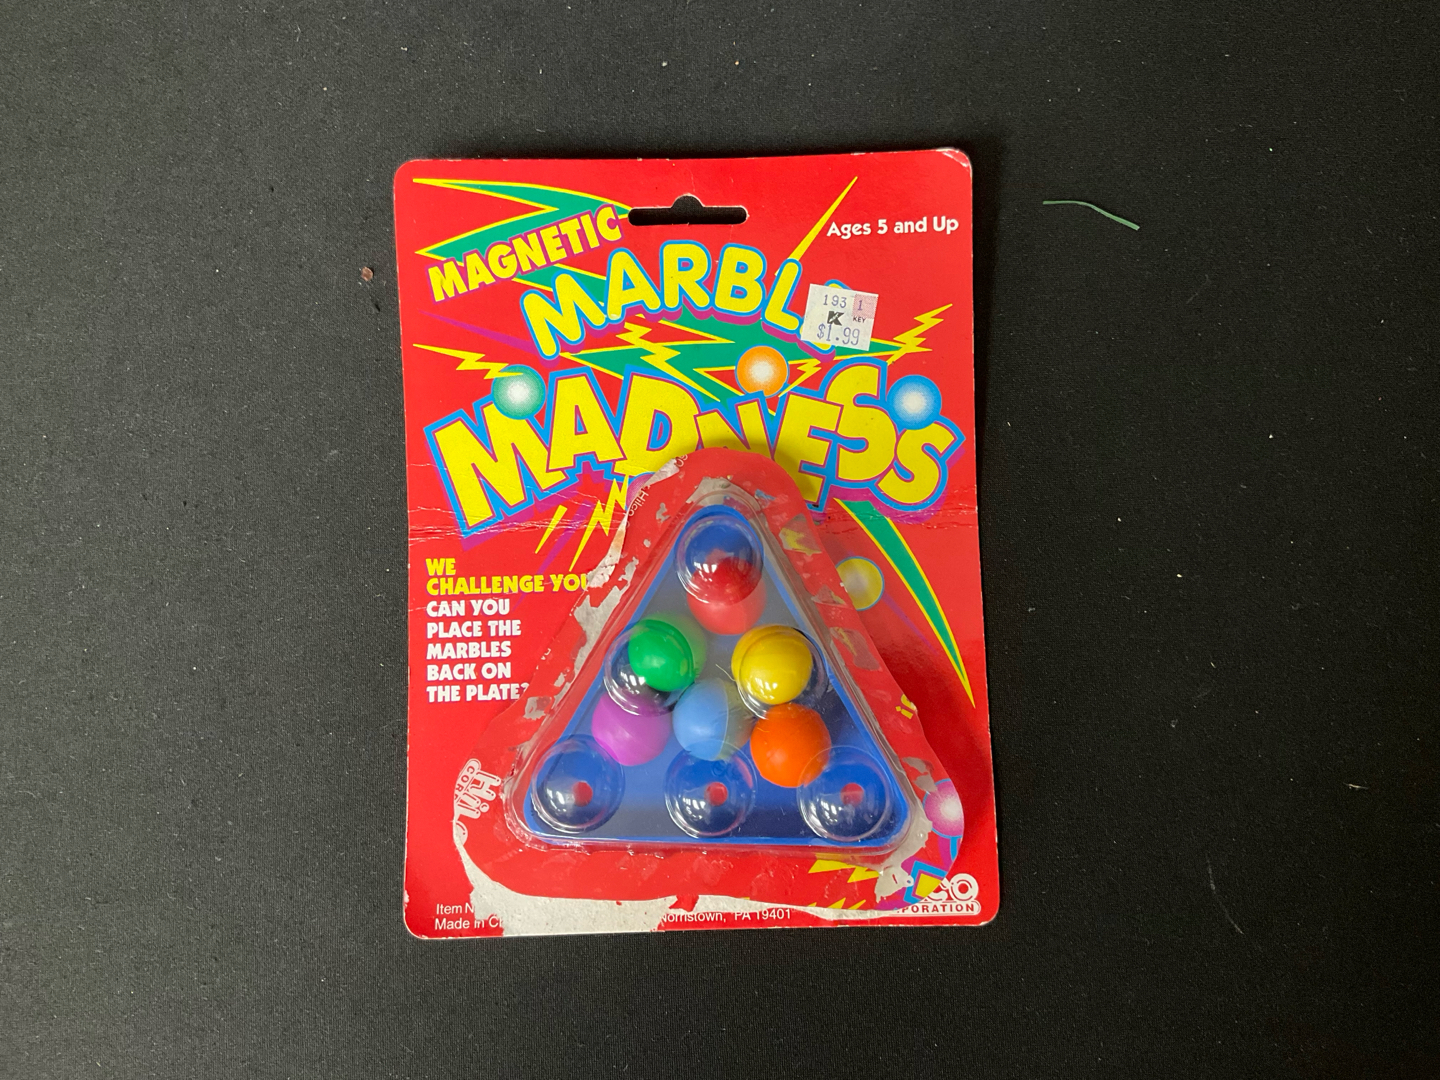 MAGNETIC
Ages 5 and Up
MARBL
193 1
K KEY
$1.99
MADNESS
WE
CHALLENGE YOU
CAN YOU
PLACE THE
MARBLES
BACK ON
THE PLATE?
Hilco
Item N
Made in C
Norristown, PA 19401
PORATION